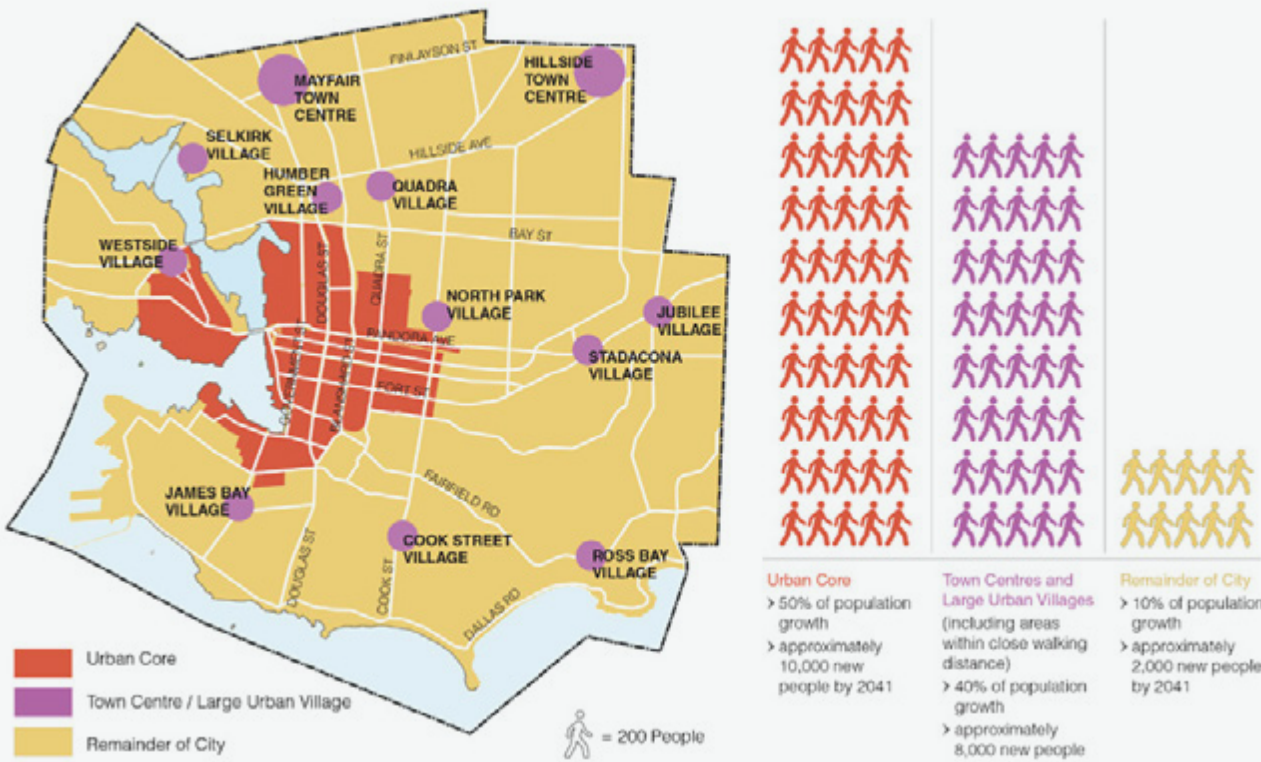 FINLAYSON ST
MAYFAIR
TOWN
CENTRE
HILLSIDE
TOWN
CENTRE
SELKIRK
VILLAGE
HILLSIDE AVE
HUMBER
GREEN
VILLAGE
QUADRA
VILLAGE
BAY ST
WESTSIDE
VILLAGE
DOUGLAS ST
QUADRA ST
NORTH PARK
VILLAGE
JUBILEE
VILLAGE
PANDORA AVE
STADACONA
VILLAGE
GOVERNMENT ST
BLANSHARD ST
FORT ST
FAIRFIELD RD
JAMES BAY
VILLAGE
COOK STREET
VILLAGE
ROSS BAY
VILLAGE
DOUGLAS ST
COOK ST
DALLAS RD
Urban Core
Town Centre / Large Urban Village
Remainder of City
= 200 People
Urban Core
> 50% of population
growth
> approximately
10,000 new
people by 2041
Town Centres and
Large Urban Villages
(including areas
within close walking
distance)
> 40% of population
growth
> approximately
8,000 new people
Remainder of City
> 10% of population
growth
> approximately
2,000 new people
by 2041